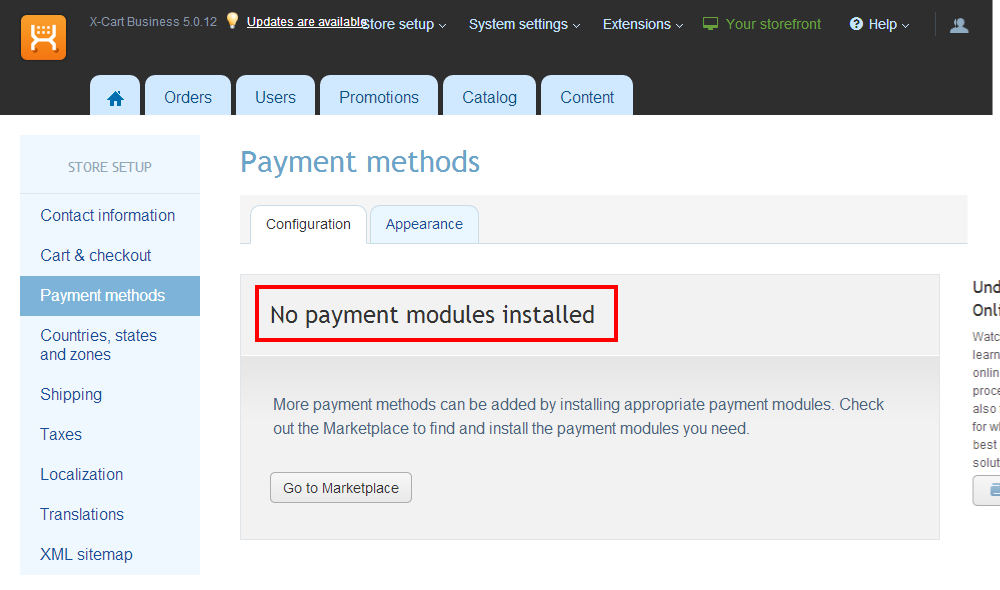 X-Cart Business 5.0.12
Updates are available
Store setup
System settings
Extensions
Your storefront
Help
Orders
Users
Promotions
Catalog
Content
STORE SETUP
Contact information
Cart & checkout
Payment methods
Countries, states
and zones
Shipping
Taxes
Localization
Translations
XML sitemap
Payment methods
Configuration
Appearance
No payment modules installed
More payment methods can be added by installing appropriate payment modules. Check
out the Marketplace to find and install the payment modules you need.
Go to Marketplace
Und
Onli
Watc
learn
onlin
proce
also
for w
best
solut